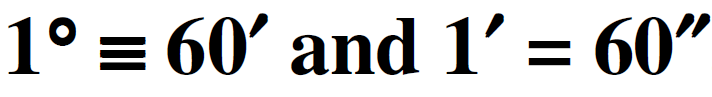 1° ≡ 60′ and 1′ = 60″